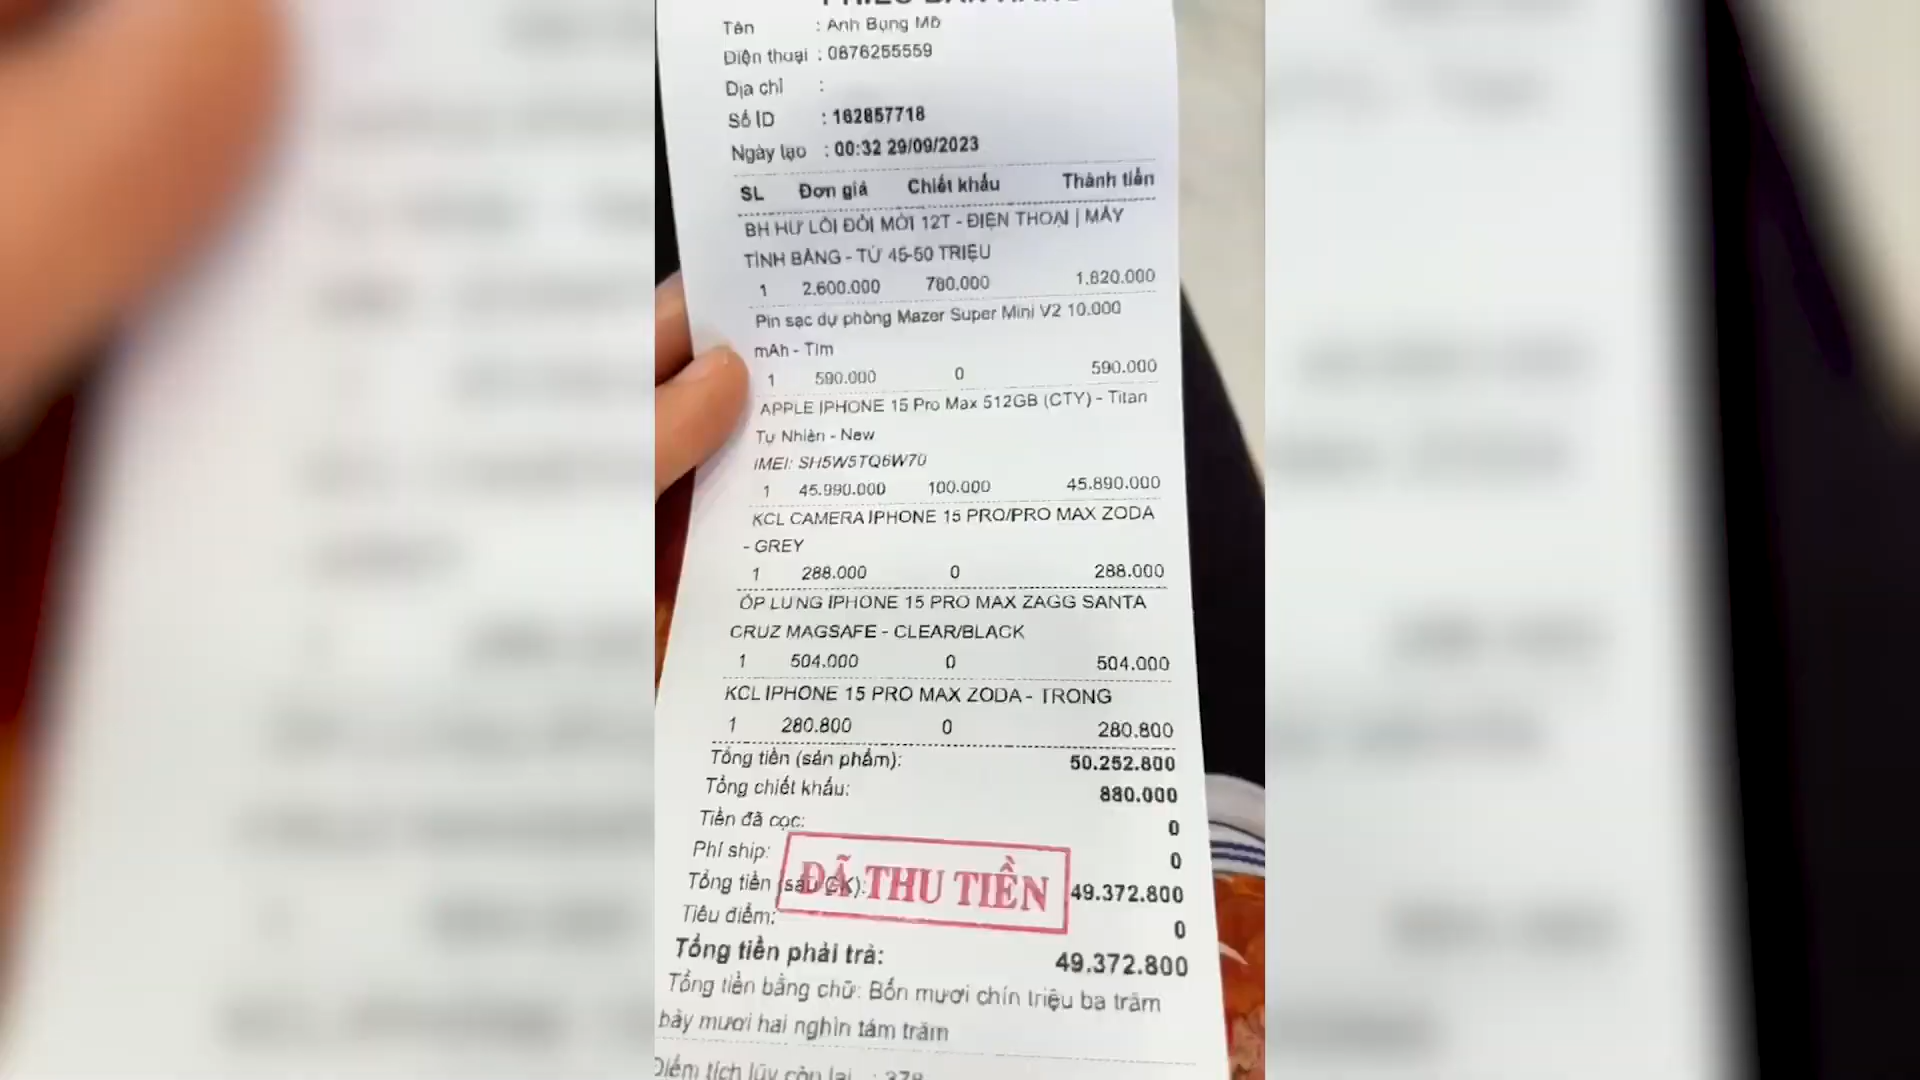 PHIẾU BÁN HÀNG
Tên : Anh Bụng Mỡ
Điện thoại : 0876255559
Địa chỉ :
Số ID : 162857718
Ngày tạo : 00:32 29/09/2023
SL Đơn giá Chiết khấu Thành tiền
BH HƯ LỖI ĐỔI MỚI 12T - ĐIỆN THOẠI | MÁY
TÍNH BẢNG - TỪ 45-50 TRIỆU
1 2.600.000 780.000 1.820.000
Pin sạc dự phòng Mazer Super Mini V2 10.000
mAh - Tím
1 590.000 0 590.000
APPLE IPHONE 15 Pro Max 512GB (CTY) - Titan
Tự Nhiên - New
IMEI: SH5W5TQ6W70
1 45.990.000 100.000 45.890.000
KCL CAMERA IPHONE 15 PRO/PRO MAX ZODA
- GREY
1 288.000 0 288.000
ỐP LƯNG IPHONE 15 PRO MAX ZAGG SANTA
CRUZ MAGSAFE - CLEAR/BLACK
1 504.000 0 504.000
KCL IPHONE 15 PRO MAX ZODA - TRONG
1 280.800 0 280.800
Tổng tiền (sản phẩm): 50.252.800
Tổng chiết khấu: 880.000
Tiền đã cọc: 0
Phí ship: 0
Tổng tiền (sau CK): 49.372.800
ĐÃ THU TIỀN
Tiêu điểm: 0
Tổng tiền phải trả: 49.372.800
Tổng tiền bằng chữ: Bốn mươi chín triệu ba trăm
bảy mươi hai nghìn tám trăm
Điểm tích lũy còn lại : 378